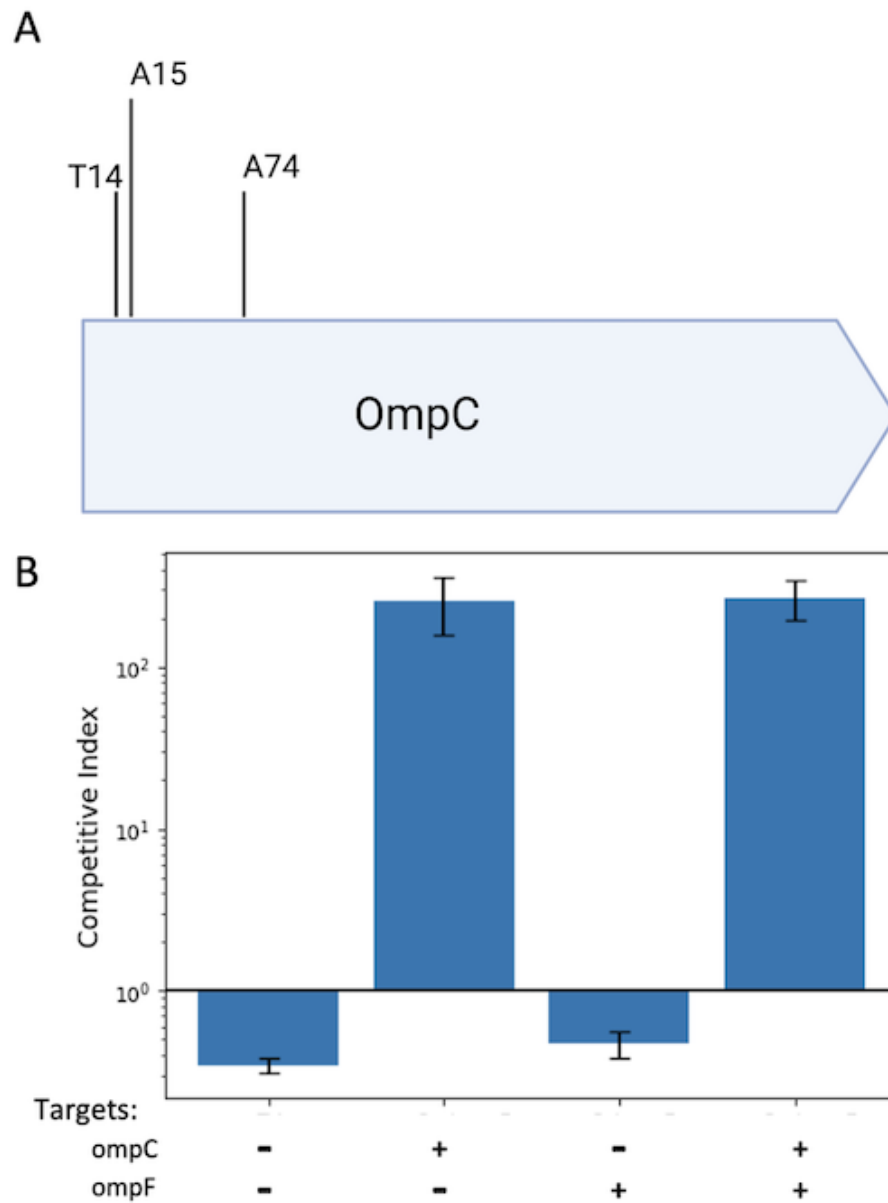 A
A15
T14
A74
OmpC
B
Competitive Index
10²
10¹
10⁰
Targets:
ompC - + - +
ompF - - + +